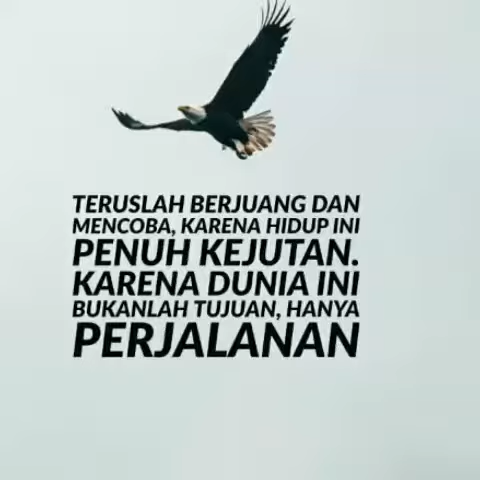 TERUSLAH BERJUANG DAN
MENCOBA, KARENA HIDUP INI
PENUH KEJUTAN.
KARENA DUNIA INI
BUKANLAH TUJUAN, HANYA
PERJALANAN